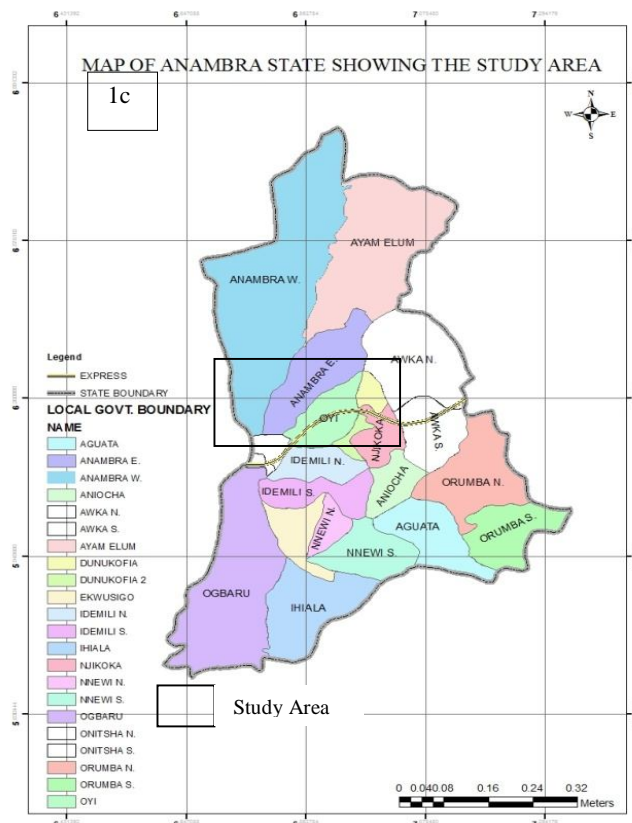 MAP OF ANAMBRA STATE SHOWING THE STUDY AREA
1c
N
W E
S
AYAM ELUM
ANAMBRA W.
AWKA N.
ANAMBRA E.
OYI
AWKA S.
NJIKOKA
IDEMILI N.
ANIOCHA
ORUMBA N.
IDEMILI S.
NNEWI N.
AGUATA
ORUMBA S.
NNEWI S.
OGBARU
IHIALA
Legend
EXPRESS
STATE BOUNDARY
LOCAL GOVT. BOUNDARY
NAME
AGUATA
ANAMBRA E.
ANAMBRA W.
ANIOCHA
AWKA N.
AWKA S.
AYAM ELUM
DUNUKOFIA
DUNUKOFIA 2
EKWUSIGO
IDEMILI N.
IDEMILI S.
IHIALA
NJIKOKA
NNEWI N.
NNEWI S.
OGBARU
ONITSHA N.
ONITSHA S.
ORUMBA N.
ORUMBA S.
OYI
Study Area
0 0.040.08 0.16 0.24 0.32
Meters